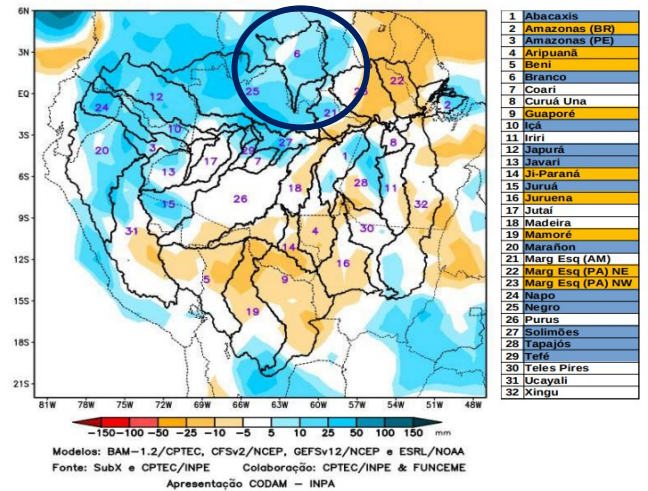 6N
6
3N
22
25
12
EQ
24
2
21
10
27
3S
8
3
20
29
1
17
7
13
28
6S
18
11
15
26
32
9S
31
4
30
14
12S
16
5
9
15S
19
18S
21S
81W 78W 75W 72W 69W 66W 63W 60W 57W 54W 51W 48W
-150 -100 -50 -25 -10 -5 5 10 25 50 100 150 mm
Modelos: BAM-1.2/CPTEC, CFSv2/NCEP, GEFSv12/NCEP e ESRL/NOAA
Fonte: SubX e CPTEC/INPE Colaboração: CPTEC/INPE & FUNCEME
Apresentação CODAM - INPA
1 Abacaxis
2 Amazonas (BR)
3 Amazonas (PE)
4 Aripuanã
5 Beni
6 Branco
7 Coari
8 Curuá Una
9 Guaporé
10 Içá
11 Iriri
12 Japurá
13 Javari
14 Ji-Paraná
15 Juruá
16 Juruena
17 Jutaí
18 Madeira
19 Mamoré
20 Marañon
21 Marg Esq (AM)
22 Marg Esq (PA) NE
23 Marg Esq (PA) NW
24 Napo
25 Negro
26 Purus
27 Solimões
28 Tapajós
29 Tefé
30 Teles Pires
31 Ucayali
32 Xingu